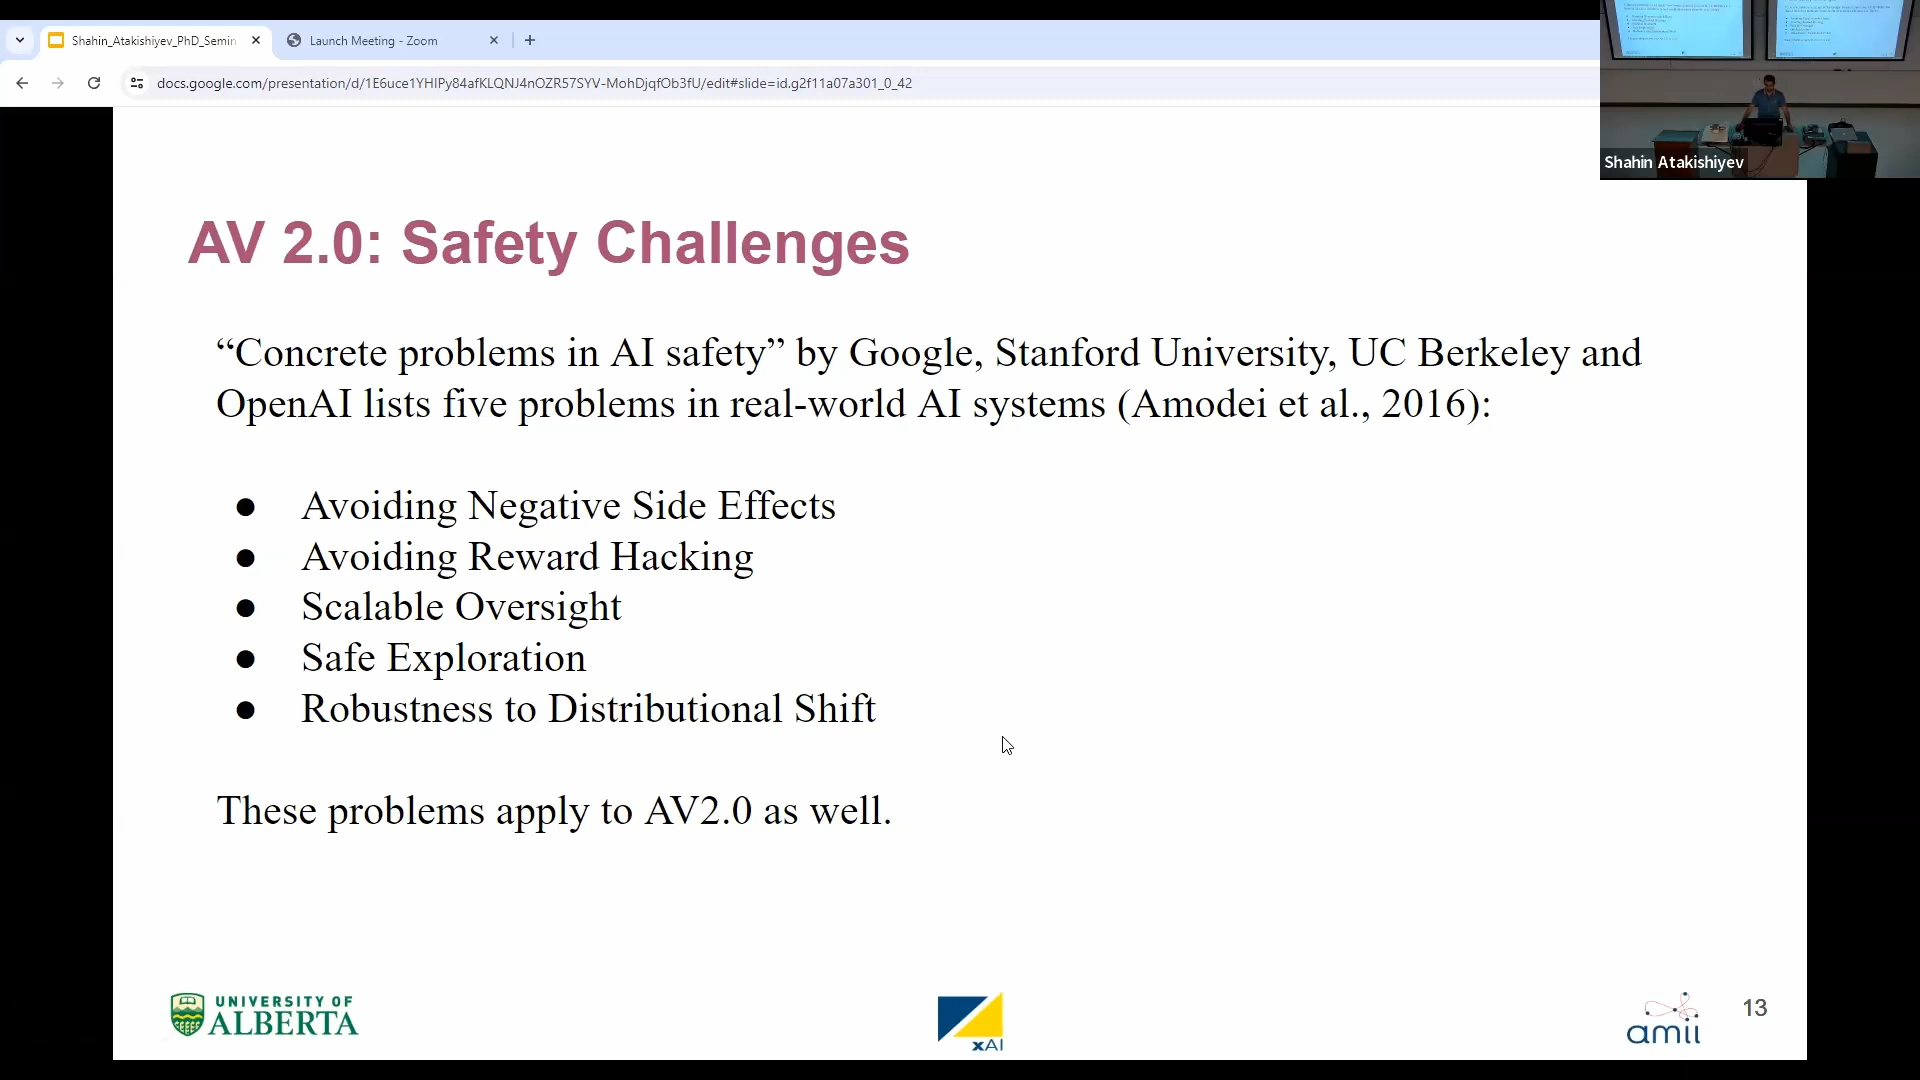 Shahin_Atakishiyev_PhD_Semin
Launch Meeting - Zoom
docs.google.com/presentation/d/1E6uce1YHIPy84afKLQNJ4nOZR57SYV-MohDjqfOb3fU/edit#slide=id.g2f11a07a301_0_42
Shahin Atakishiyev
AV 2.0: Safety Challenges
“Concrete problems in AI safety” by Google, Stanford University, UC Berkeley and
OpenAI lists five problems in real-world AI systems (Amodei et al., 2016):
● Avoiding Negative Side Effects
● Avoiding Reward Hacking
● Scalable Oversight
● Safe Exploration
● Robustness to Distributional Shift
These problems apply to AV2.0 as well.
UNIVERSITY OF
ALBERTA
xAI
amii
13